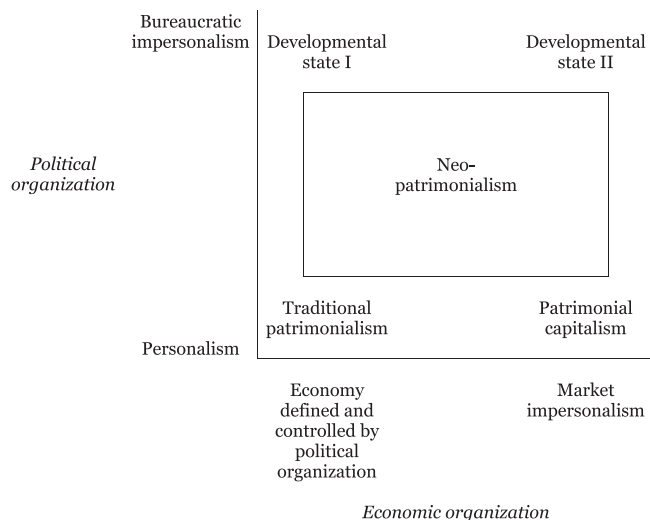 Bureaucratic
impersonalism
Developmental
state I
Developmental
state II
Political
organization
Neo-
patrimonialism
Traditional
patrimonialism
Patrimonial
capitalism
Personalism
Economy
defined and
controlled by
political
organization
Market
impersonalism
Economic organization